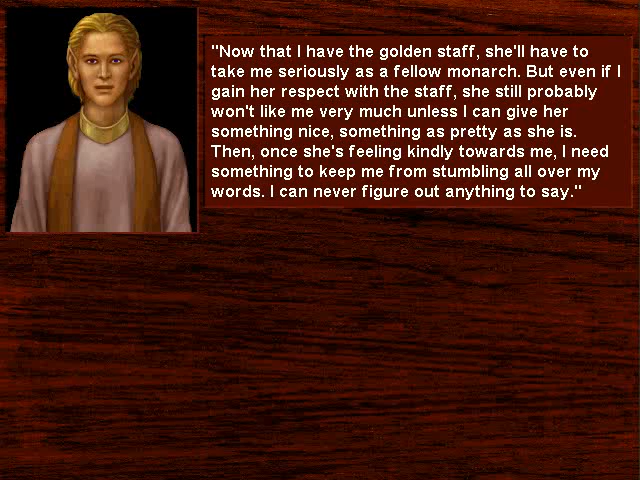 "Now that I have the golden staff, she'll have to
take me seriously as a fellow monarch. But even if I
gain her respect with the staff, she still probably
won't like me very much unless I can give her
something nice, something as pretty as she is.
Then, once she's feeling kindly towards me, I need
something to keep me from stumbling all over my
words. I can never figure out anything to say."